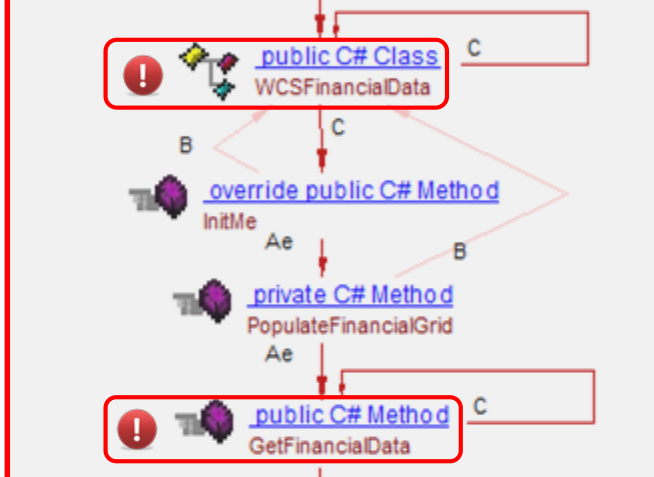 public C# Class
C
WCSFinancialData
C
B
override public C# Method
InitMe
Ae
B
private C# Method
PopulateFinancialGrid
Ae
public C# Method
C
GetFinancialData